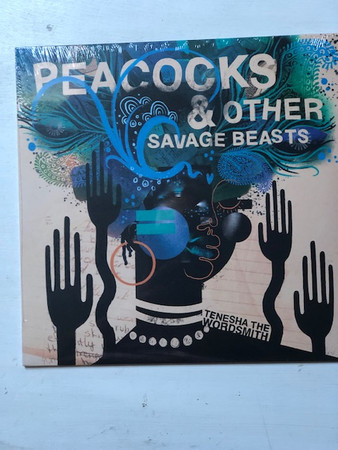 PEACOCKS
& OTHER
SAVAGE BEASTS
TENESHA THE
WORDSMITH